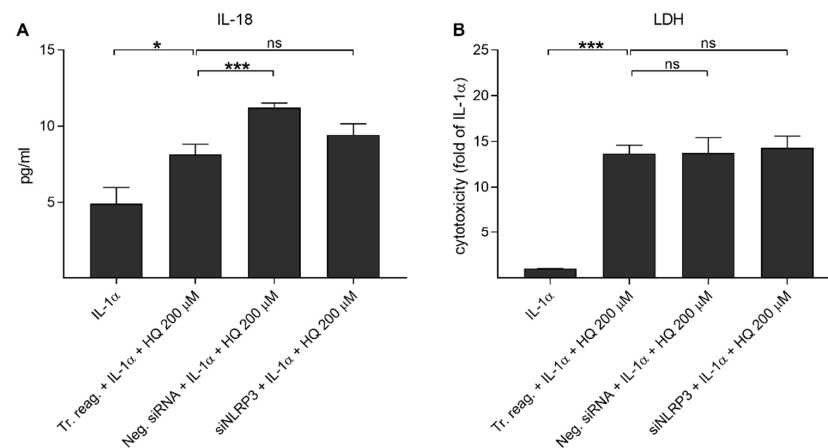 A
IL-18
pg/ml
15
10
5
*
ns
***
IL-1α
Tr. reag. + IL-1α + HQ 200 μM
Neg. siRNA + IL-1α + HQ 200 μM
siNLRP3 + IL-1α + HQ 200 μM
B
LDH
cytotoxicity (fold of IL-1α)
25
20
15
10
5
***
ns
ns
IL-1α
Tr. reag. + IL-1α + HQ 200 μM
Neg. siRNA + IL-1α + HQ 200 μM
siNLRP3 + IL-1α + HQ 200 μM